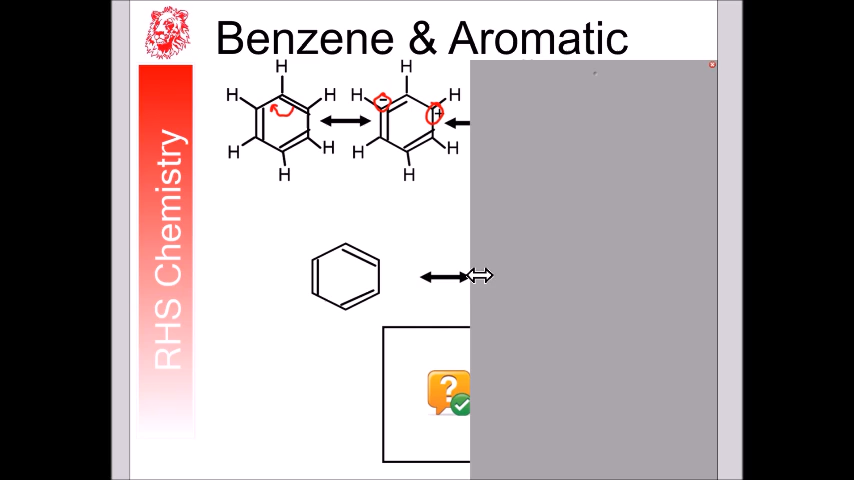 Benzene & Aromatic
RHS Chemistry
H
H H
H H
H
H
H - H
+
H H
H
?